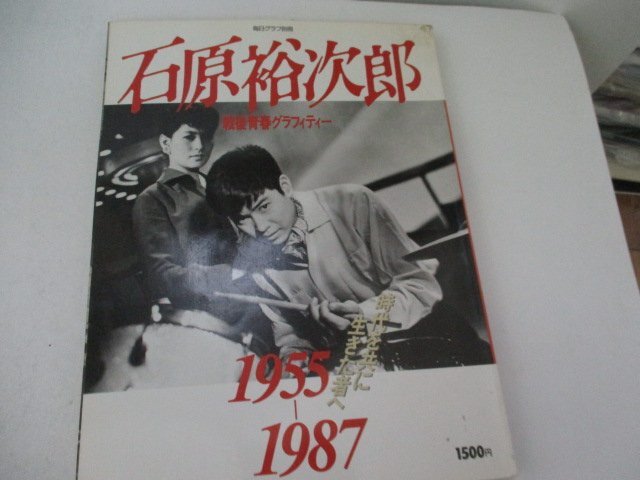 毎日グラフ別冊
石原裕次郎
戦後青春グラフィティー
時代を共に
生きた者へ
1955
-
1987
1500円